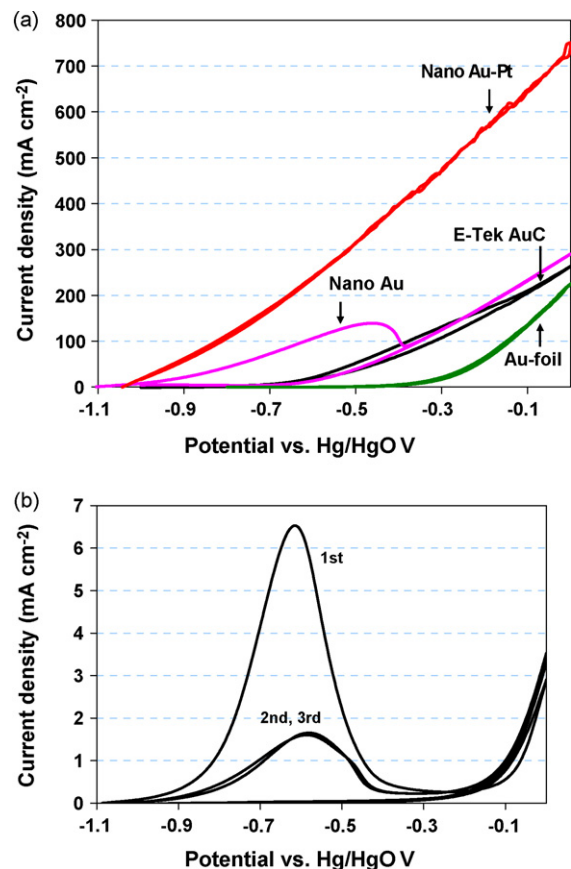 (a)
800
700
600
500
400
300
200
100
0
Current density (mA cm⁻²)
Nano Au-Pt
E-Tek AuC
Nano Au
Au-foil
-1.1 -0.9 -0.7 -0.5 -0.3 -0.1
Potential vs. Hg/HgO V
(b)
7
6
5
4
3
2
1
0
Current density (mA cm⁻²)
1st
2nd, 3rd
-1.1 -0.9 -0.7 -0.5 -0.3 -0.1
Potential vs. Hg/HgO V